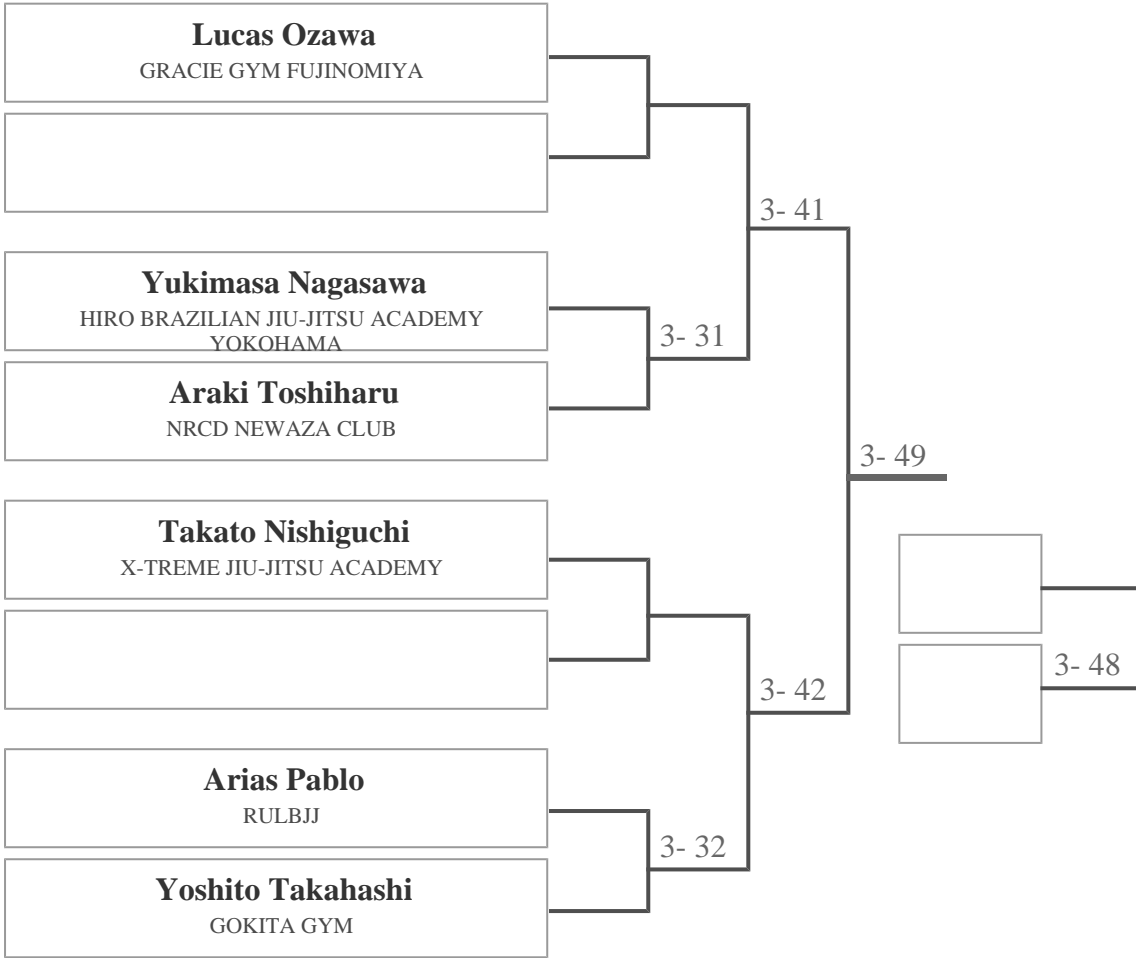 Lucas Ozawa
GRACIE GYM FUJINOMIYA
3- 41
Yukimasa Nagasawa
HIRO BRAZILIAN JIU-JITSU ACADEMY
YOKOHAMA
3- 31
Araki Toshiharu
NRCD NEWAZA CLUB
3- 49
Takato Nishiguchi
X-TREME JIU-JITSU ACADEMY
3- 48
3- 42
Arias Pablo
RULBJJ
3- 32
Yoshito Takahashi
GOKITA GYM